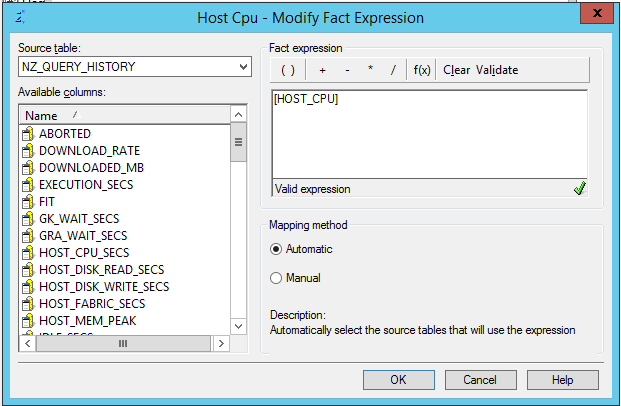 Host Cpu - Modify Fact Expression
x
Source table:
NZ_QUERY_HISTORY
Available columns:
Name
ABORTED
DOWNLOAD_RATE
DOWNLOADED_MB
EXECUTION_SECS
FIT
GK_WAIT_SECS
GRA_WAIT_SECS
HOST_CPU_SECS
HOST_DISK_READ_SECS
HOST_DISK_WRITE_SECS
HOST_FABRIC_SECS
HOST_MEM_PEAK
IDLE_SECS
Fact expression
( ) + - * / f(x) Clear Validate
[HOST_CPU]
Valid expression
Mapping method
Automatic
Manual
Description:
Automatically select the source tables that will use the expression
OK Cancel Help